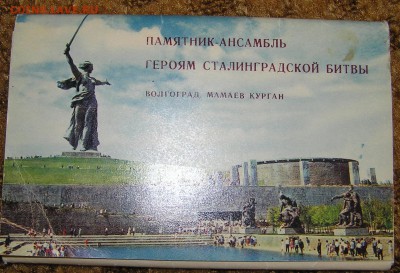 ПАМЯТНИК-АНСАМБЛЬ
ГЕРОЯМ СТАЛИНГРАДСКОЙ БИТВЫ
ВОЛГОГРАД. МАМАЕВ КУРГАН